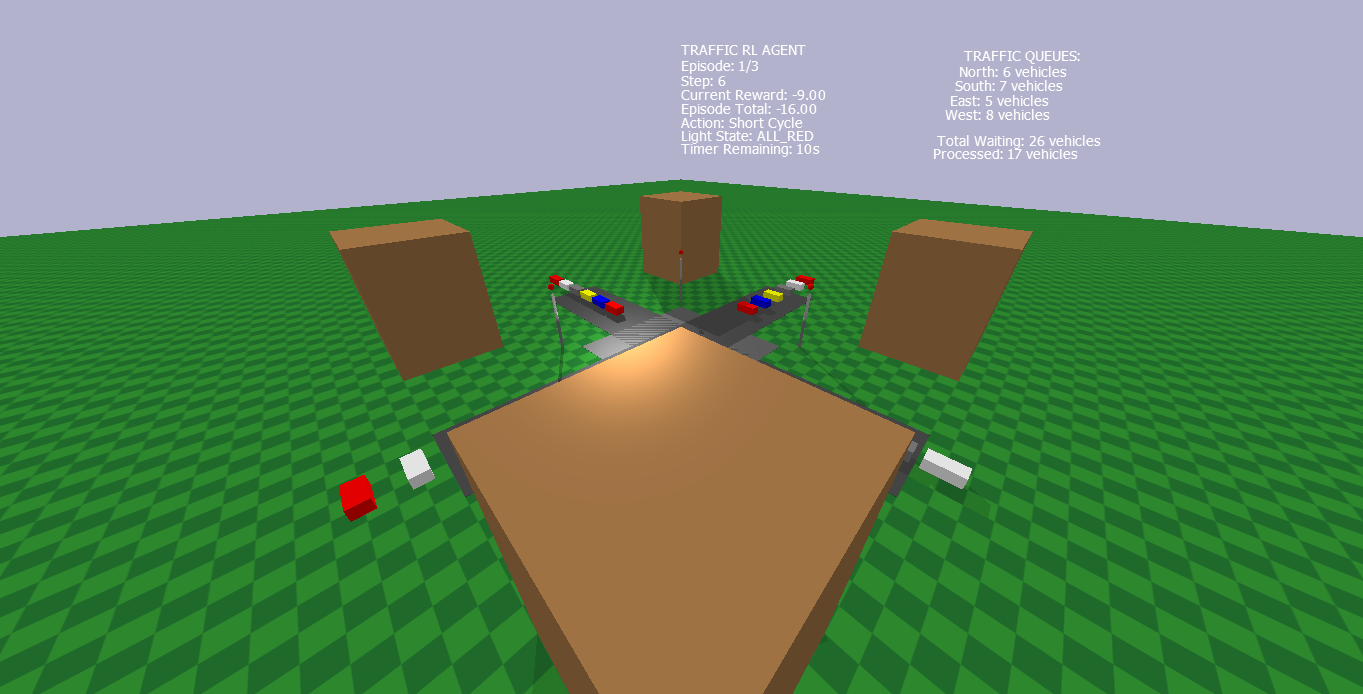 TRAFFIC RL AGENT
Episode: 1/3
Step: 6
Current Reward: -9.00
Episode Total: -16.00
Action: Short Cycle
Light State: ALL_RED
Timer Remaining: 10s
TRAFFIC QUEUES:
North: 6 vehicles
South: 7 vehicles
East: 5 vehicles
West: 8 vehicles
Total Waiting: 26 vehicles
Processed: 17 vehicles